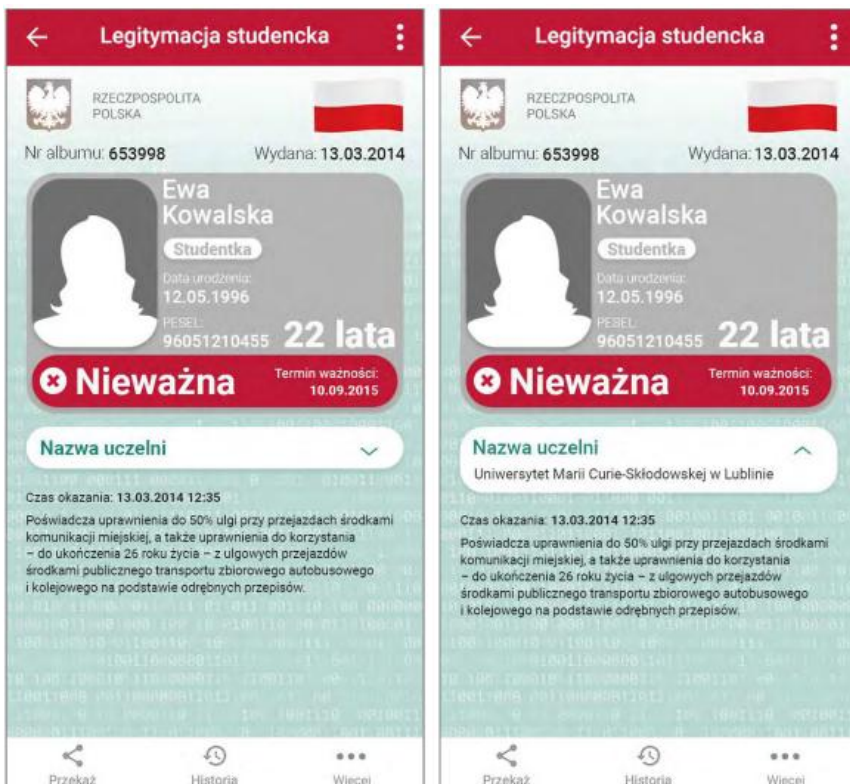 Legitymacja studencka
RZECZPOSPOLITA
POLSKA
Nr albumu: 653998 Wydana: 13.03.2014
Ewa
Kowalska
Studentka
Data urodzenia:
12.05.1996
PESEL:
96051210455 22 lata
Nieważna Termin ważności:
10.09.2015
Nazwa uczelni
Czas okazania: 13.03.2014 12:35
Poświadcza uprawnienia do 50% ulgi przy przejazdach środkami
komunikacji miejskiej, a także uprawnienia do korzystania
– do ukończenia 26 roku życia – z ulgowych przejazdów
środkami publicznego transportu zbiorowego autobusowego
i kolejowego na podstawie odrębnych przepisów.
Przekaż Historia Więcej
Legitymacja studencka
RZECZPOSPOLITA
POLSKA
Nr albumu: 653998 Wydana: 13.03.2014
Ewa
Kowalska
Studentka
Data urodzenia:
12.05.1996
PESEL:
96051210455 22 lata
Nieważna Termin ważności:
10.09.2015
Nazwa uczelni
Uniwersytet Marii Curie-Skłodowskej w Lublinie
Czas okazania: 13.03.2014 12:35
Poświadcza uprawnienia do 50% ulgi przy przejazdach środkami
komunikacji miejskiej, a także uprawnienia do korzystania
– do ukończenia 26 roku życia – z ulgowych przejazdów
środkami publicznego transportu zbiorowego autobusowego
i kolejowego na podstawie odrębnych przepisów.
Przekaż Historia Więcej